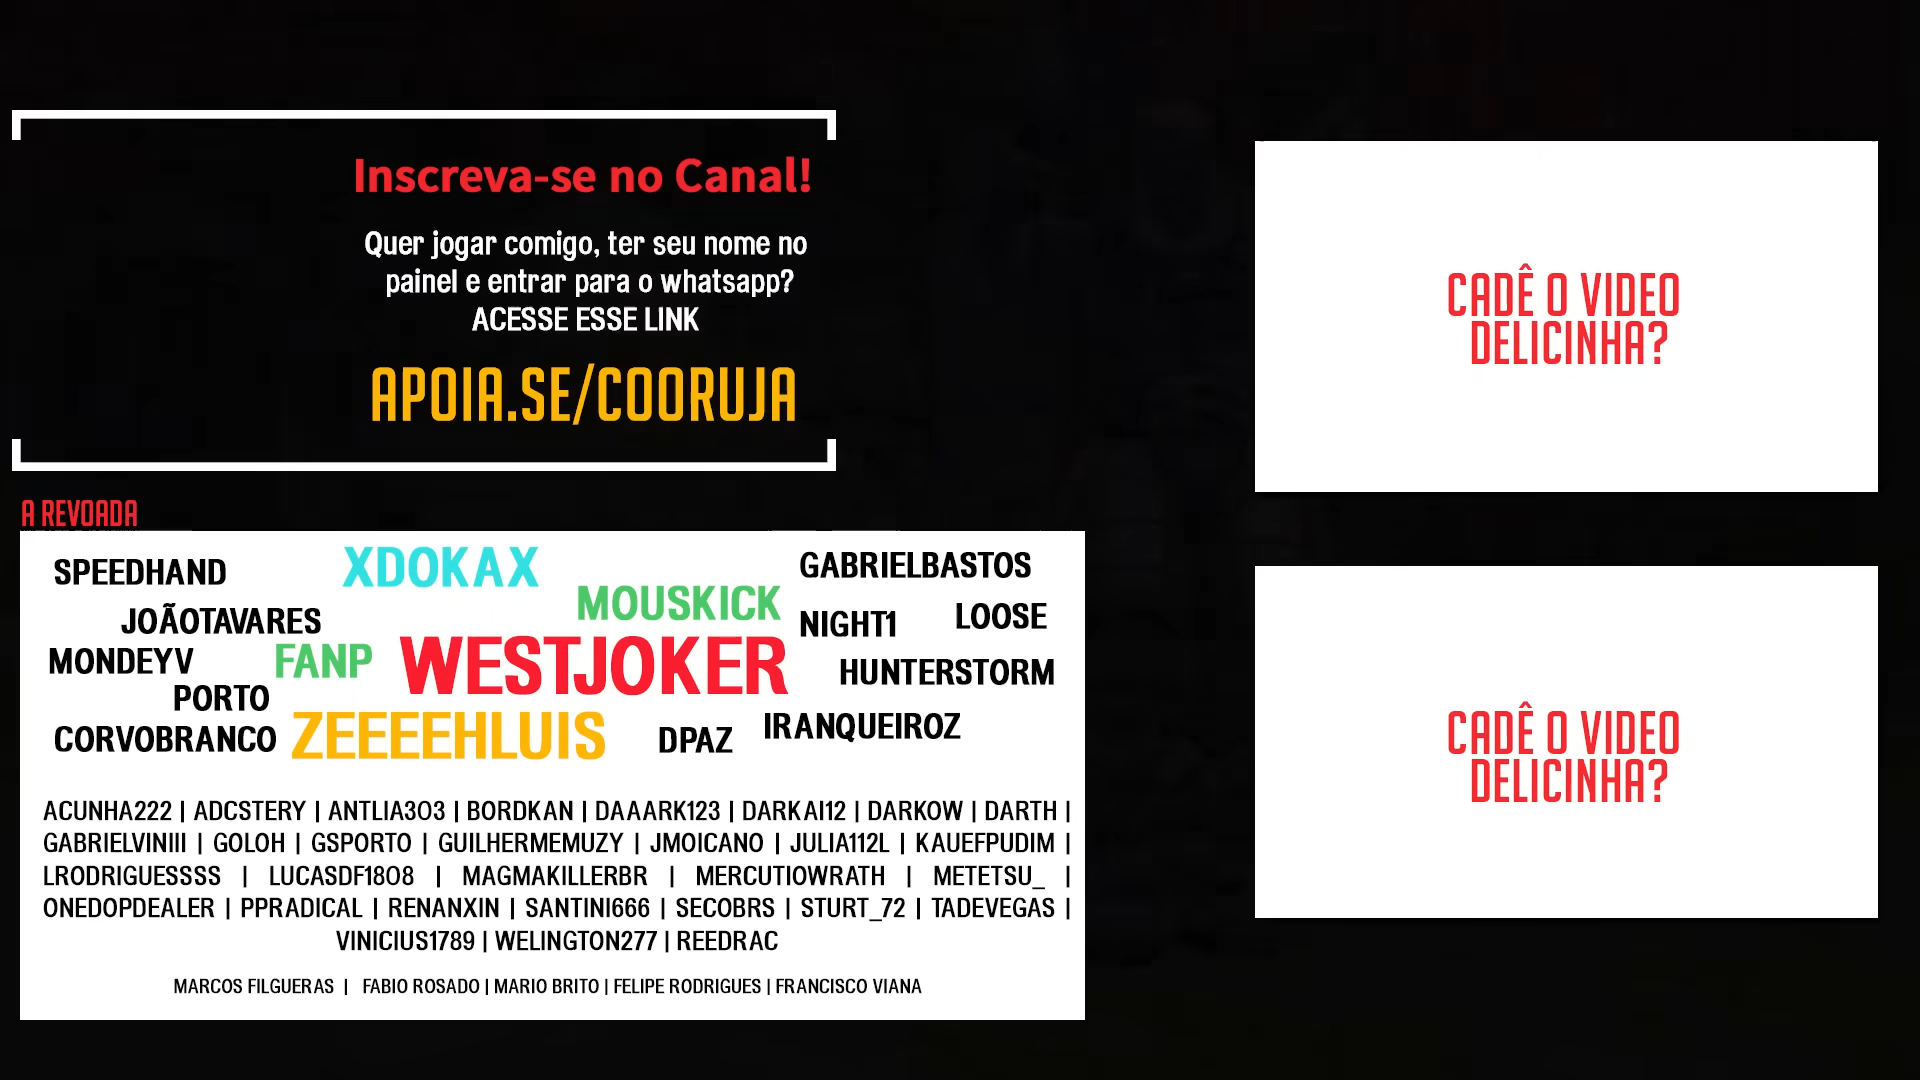 Inscreva-se no Canal!
Quer jogar comigo, ter seu nome no
painel e entrar para o whatsapp?
ACESSE ESSE LINK
APOIA.SE/COORUJA
A REVOADA
SPEEDHAND
XDOKAX
GABRIELBASTOS
MOUSKICK
JOÃOTAVARES
NIGHT1
LOOSE
MONDEYV
FANP
WESTJOKER
HUNTERSTORM
PORTO
CORVOBRANCO
ZEEEEHLUIS
DPAZ
IRANQUEIROZ
ACUNHA222 | ADCSTERY | ANTLIA303 | BORDKAN | DAAARK123 | DARKAI12 | DARKOW | DARTH |
GABRIELVINIII | GOLOH | GSPORTO | GUILHERMEMUZY | JMOICANO | JULIA112L | KAUEFPUDIM |
LRODRIGUESSSS | LUCASDF1808 | MAGMAKILLERBR | MERCUTIOWRATH | METETSU_ |
ONEDOPDEALER | PPRADICAL | RENANXIN | SANTINI666 | SECOBRS | STURT_72 | TADEVEGAS |
VINICIUS1789 | WELINGTON277 | REEDRAC
MARCOS FILGUERAS | FABIO ROSADO | MARIO BRITO | FELIPE RODRIGUES | FRANCISCO VIANA
CADÊ O VIDEO
DELICINHA?
CADÊ O VIDEO
DELICINHA?